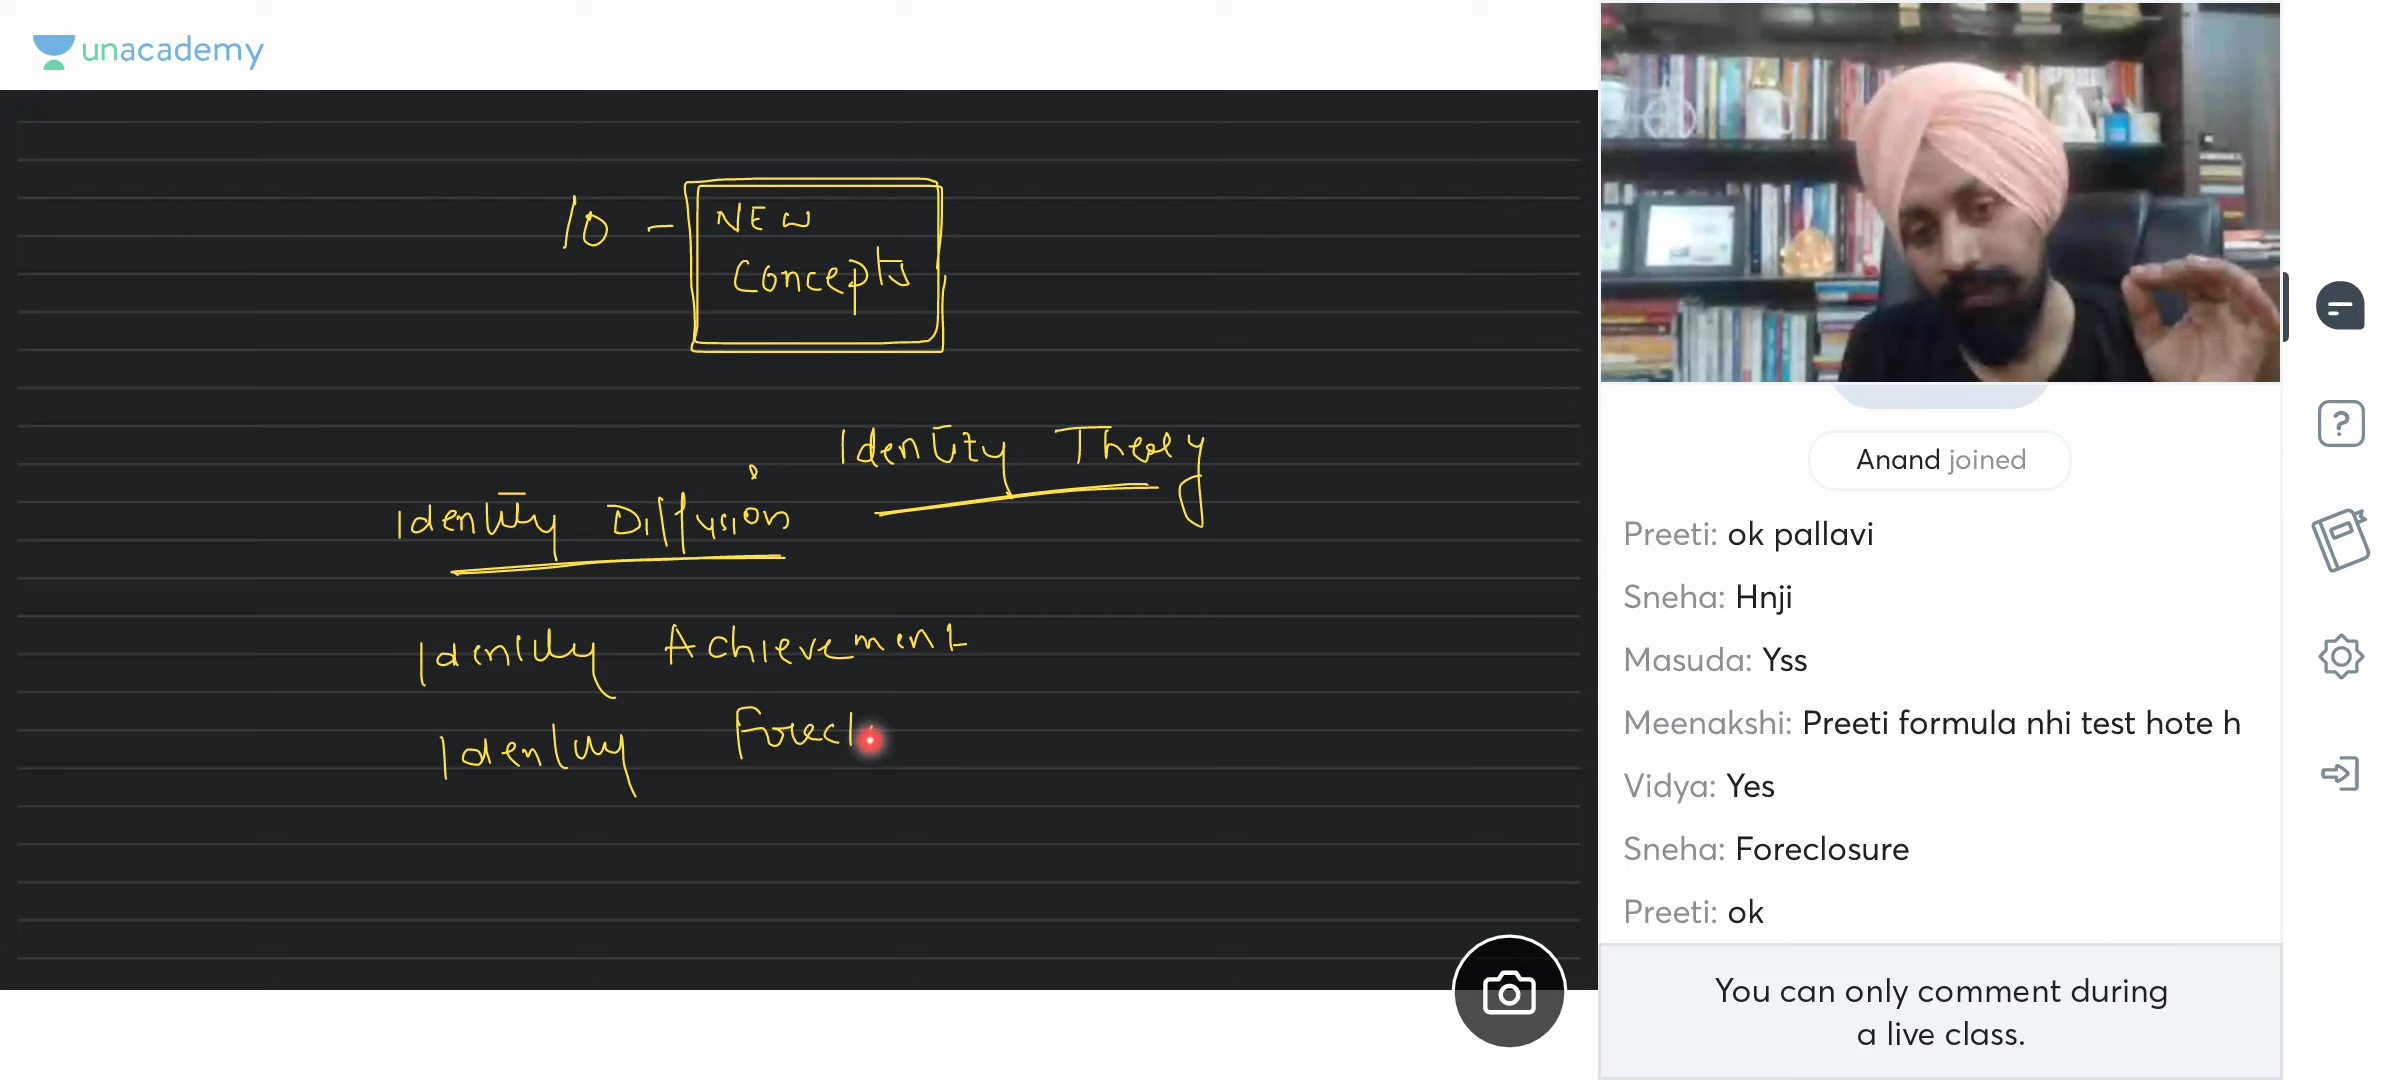 unacademy
10 - NEW
Concepts
Identity Theory
Identity Diffusion
Identity Achievement
Identity Forecl
Anand joined
Preeti: ok pallavi
Sneha: Hnji
Masuda: Yss
Meenakshi: Preeti formula nhi test hote h
Vidya: Yes
Sneha: Foreclosure
Preeti: ok
You can only comment during
a live class.